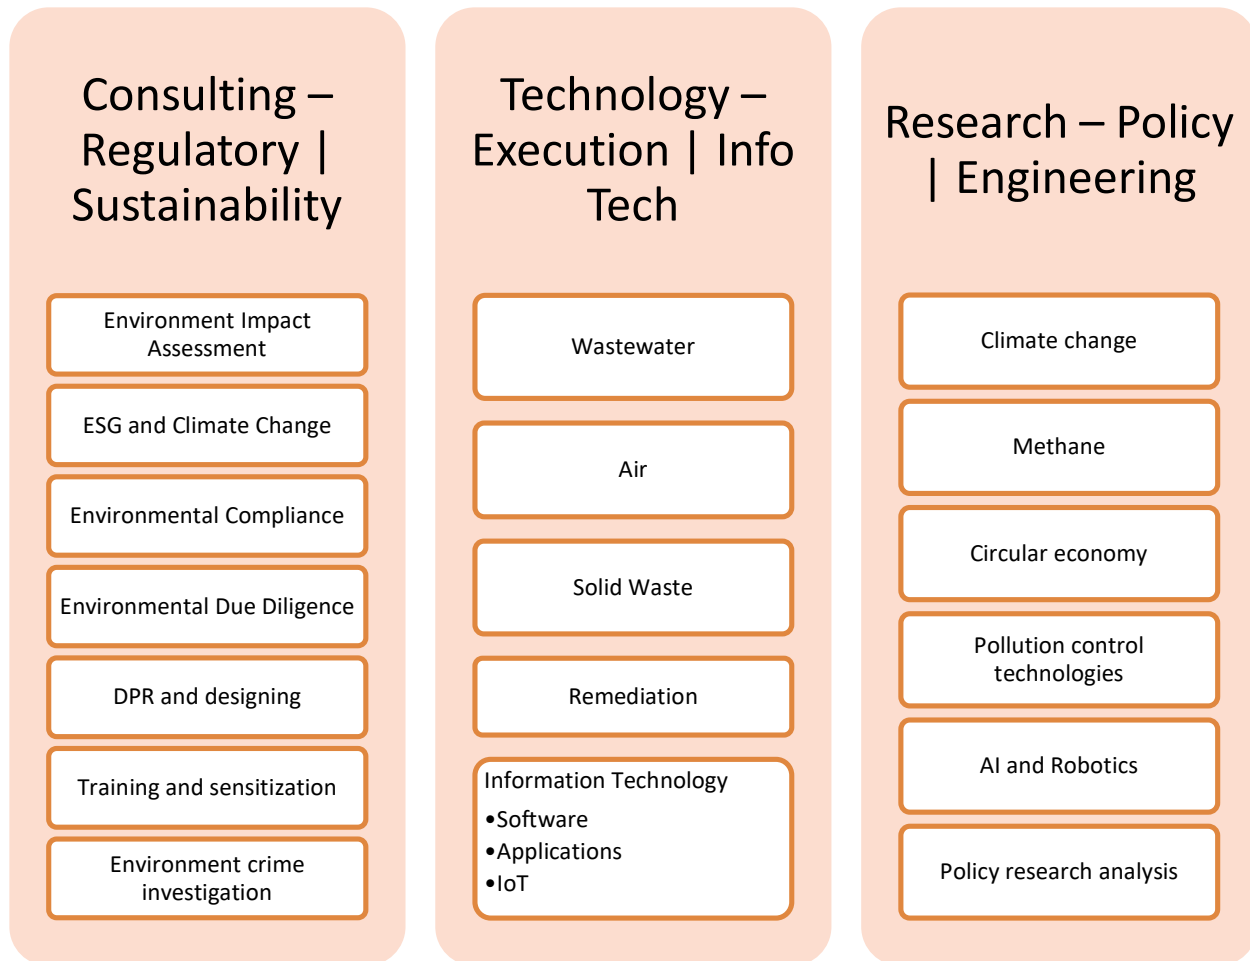 Consulting –
Regulatory |
Sustainability
Environment Impact
Assessment
ESG and Climate Change
Environmental Compliance
Environmental Due Diligence
DPR and designing
Training and sensitization
Environment crime
investigation
Technology –
Execution | Info
Tech
Wastewater
Air
Solid Waste
Remediation
Information Technology
•Software
•Applications
•IoT
Research – Policy
| Engineering
Climate change
Methane
Circular economy
Pollution control
technologies
AI and Robotics
Policy research analysis